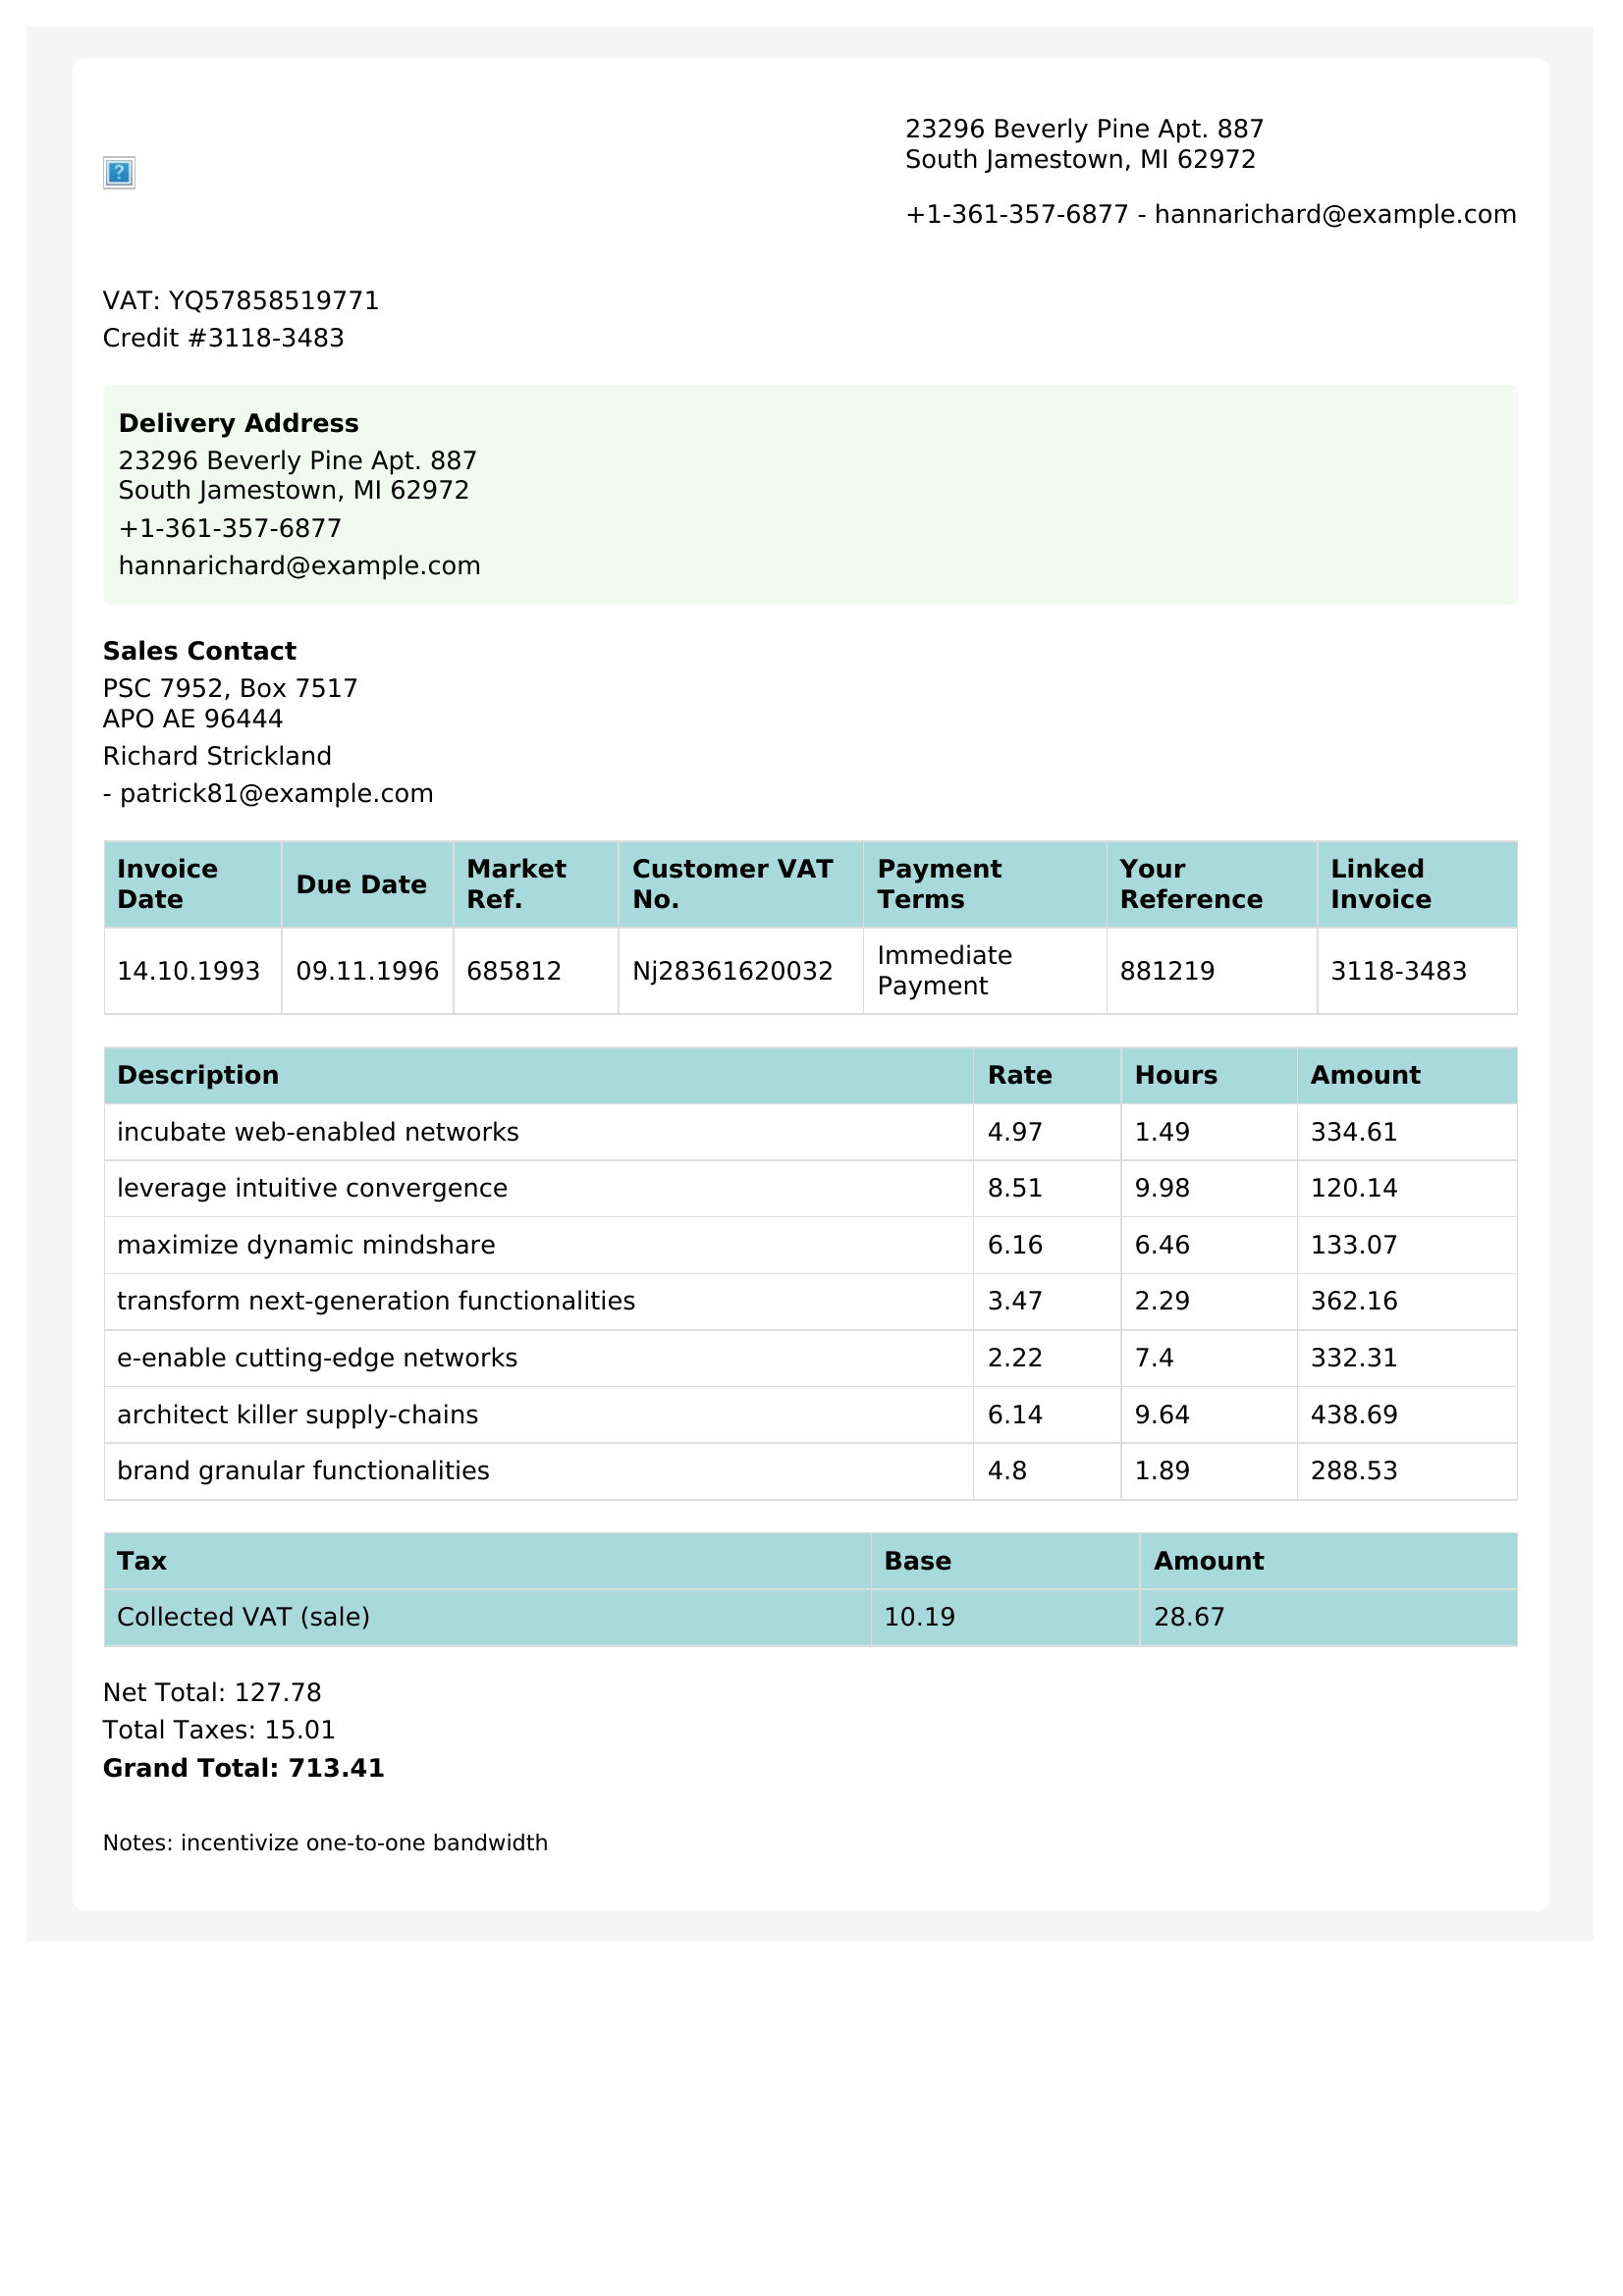 23296 Beverly Pine Apt. 887
South Jamestown, MI 62972
+1-361-357-6877 - hannarichard@example.com
VAT: YQ57858519771
Credit #3118-3483
Delivery Address
23296 Beverly Pine Apt. 887
South Jamestown, MI 62972
+1-361-357-6877
hannarichard@example.com
Sales Contact
PSC 7952, Box 7517
APO AE 96444
Richard Strickland
- patrick81@example.com
Invoice Date Due Date Market Ref. Customer VAT No. Payment Terms Your Reference Linked Invoice
14.10.1993 09.11.1996 685812 Nj28361620032 Immediate Payment 881219 3118-3483
Description Rate Hours Amount
incubate web-enabled networks 4.97 1.49 334.61
leverage intuitive convergence 8.51 9.98 120.14
maximize dynamic mindshare 6.16 6.46 133.07
transform next-generation functionalities 3.47 2.29 362.16
e-enable cutting-edge networks 2.22 7.4 332.31
architect killer supply-chains 6.14 9.64 438.69
brand granular functionalities 4.8 1.89 288.53
Tax Base Amount
Collected VAT (sale) 10.19 28.67
Net Total: 127.78
Total Taxes: 15.01
Grand Total: 713.41
Notes: incentivize one-to-one bandwidth